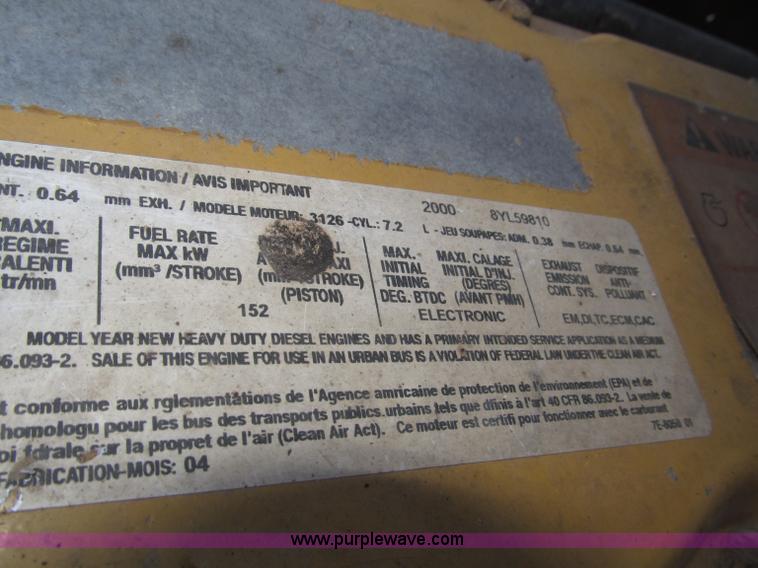 NGINE INFORMATION / AVIS IMPORTANT
2000 8YL59810
NT. 0.64 mm EXH. / MODELE MOTEUR: 3126 -CYL.: 7.2 L - JEU SOUPAPES: ADM. 0.38 mm ECHAP. 0.64 mm
MAXI.
REGIME
RALENTI
tr/mn
FUEL RATE
MAX kW
(mm³ /STROKE)
152
(PISTON)
MAX.
INITIAL
TIMING
DEG. BTDC
MAXI. CALAGE
INITIAL D'INJ.
(DEGRES)
(AVANT PMH)
ELECTRONIC
EXHAUST DISPOSITIF
EMISSION ANTI-
CONT. SYS. POLLUANT
EM,DI,TC,ECM,CAC
MODEL YEAR NEW HEAVY DUTY DIESEL ENGINES AND HAS A PRIMARY INTENDED SERVICE APPLICATION AS A MEDIUM
86.093-2. SALE OF THIS ENGINE FOR USE IN AN URBAN BUS IS A VIOLATION OF FEDERAL LAW UNDER THE CLEAN AIR ACT.
t conforme aux rglementations de l'Agence amricaine de protection de l'environnement (EPA) et de
homologu pour les bus des transports publics urbains tels que dfinis à l'art 40 CFR 86.093-2. La vente de
oi fdrale sur la propret de l'air (Clean Air Act). Ce moteur est certifi pour fonctionner avec le carburant
FABRICATION-MOIS: 04
www.purplewave.com